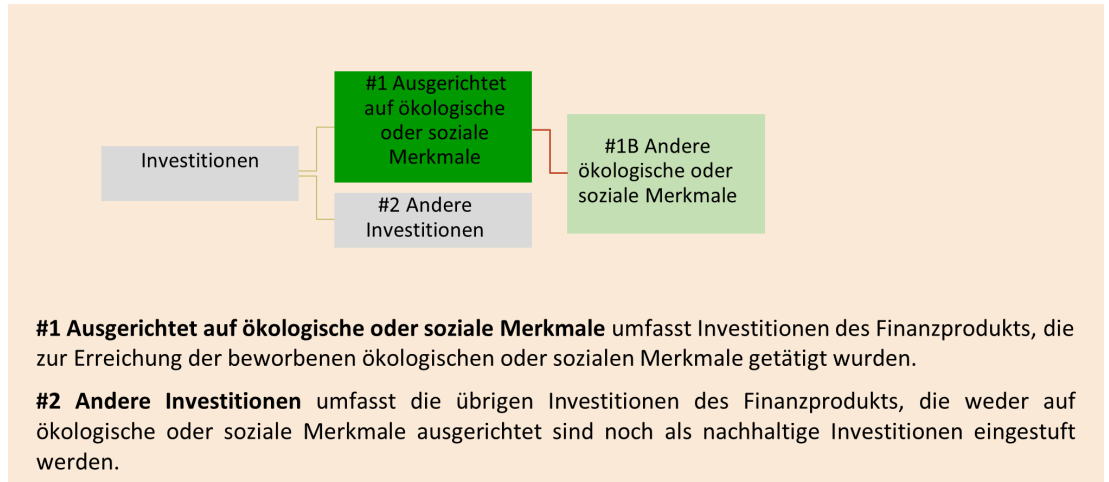 #1 Ausgerichtet
auf ökologische
oder soziale
Merkmale
Investitionen
#1B Andere
ökologische oder
soziale Merkmale
#2 Andere
Investitionen
#1 Ausgerichtet auf ökologische oder soziale Merkmale umfasst Investitionen des Finanzprodukts, die
zur Erreichung der beworbenen ökologischen oder sozialen Merkmale getätigt wurden.
#2 Andere Investitionen umfasst die übrigen Investitionen des Finanzprodukts, die weder auf
ökologische oder soziale Merkmale ausgerichtet sind noch als nachhaltige Investitionen eingestuft
werden.